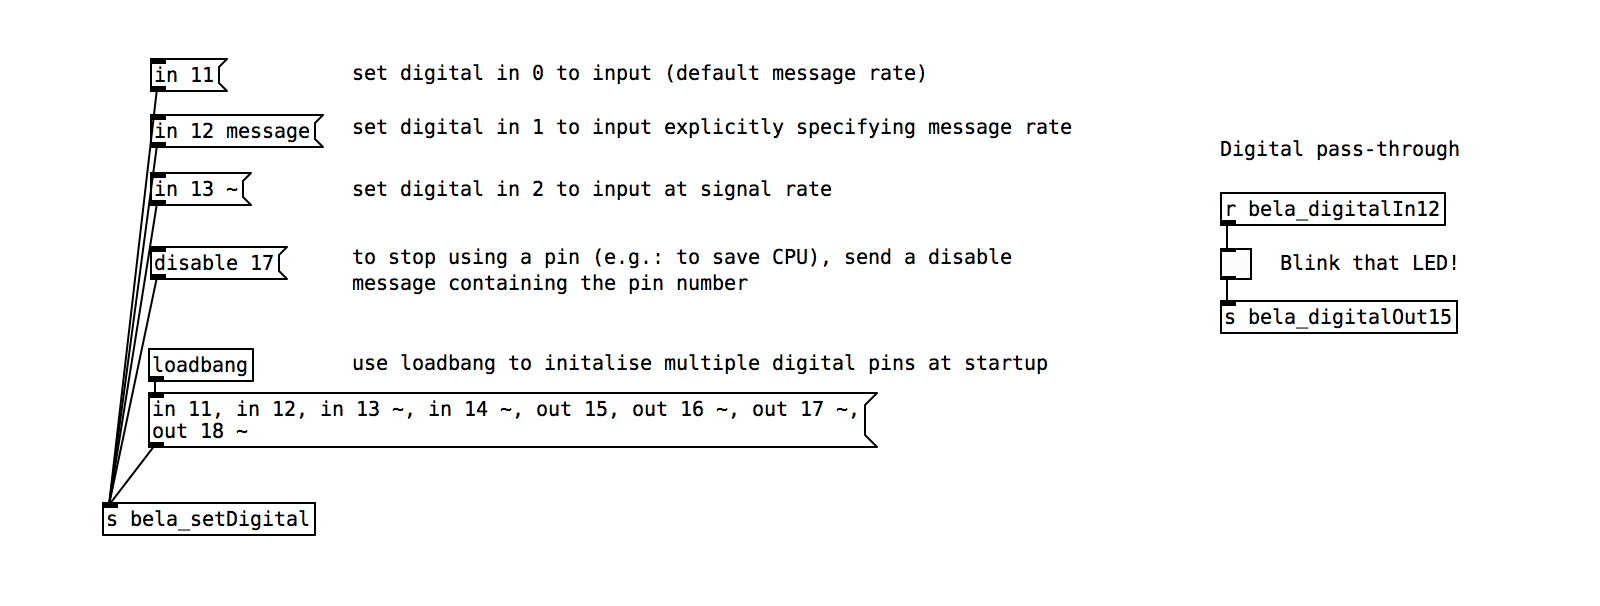 in 11
set digital in 0 to input (default message rate)
in 12 message
set digital in 1 to input explicitly specifying message rate
in 13 ~
set digital in 2 to input at signal rate
disable 17
to stop using a pin (e.g.: to save CPU), send a disable
message containing the pin number
loadbang
use loadbang to initalise multiple digital pins at startup
in 11, in 12, in 13 ~, in 14 ~, out 15, out 16 ~, out 17 ~,
out 18 ~
s bela_setDigital
Digital pass-through
r bela_digitalIn12
Blink that LED!
s bela_digitalOut15